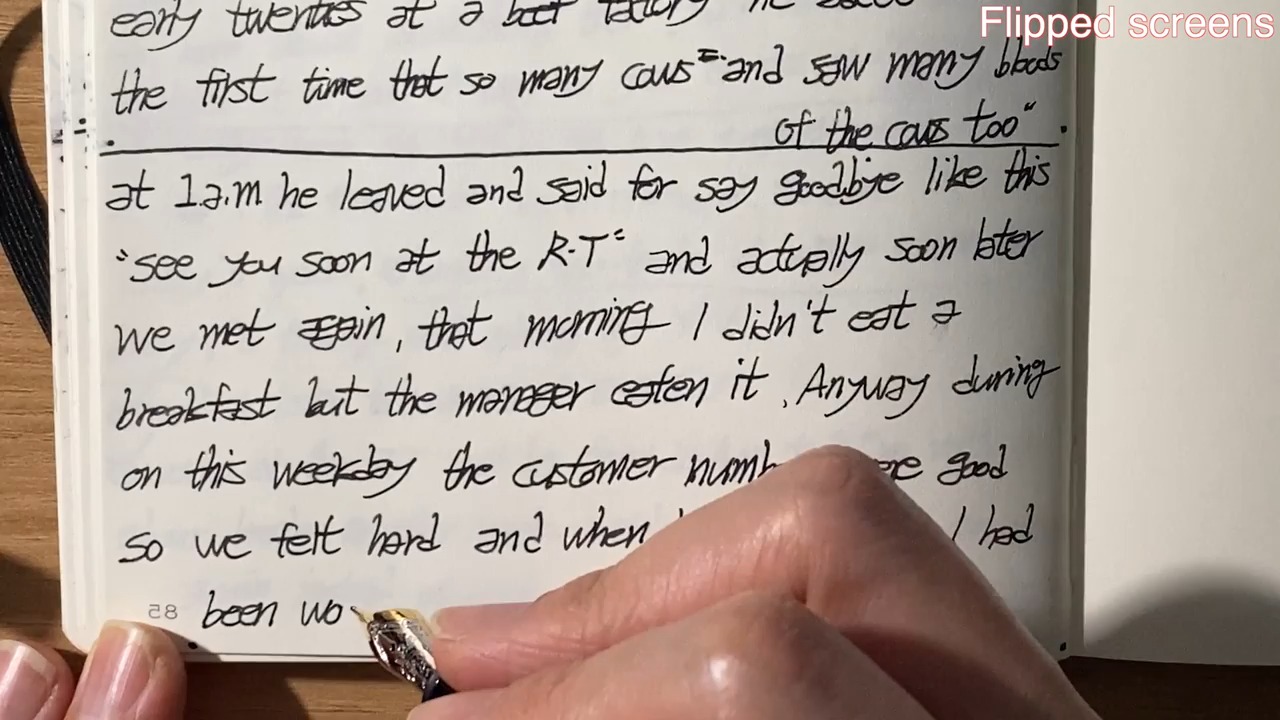 Flipped screens
early twenties at a beef factory he
the first time that so many cows" and saw many bloods
of the cows too".
at 1a.m he leaved and said for say goodbye like this
"see you soon at the R-T" and actually soon later
we met again, that morning I didn't eat a
breakfast but the manager eaten it. Anyway during
on this weekday the customer good
so we felt hard and when I had
85 been wo